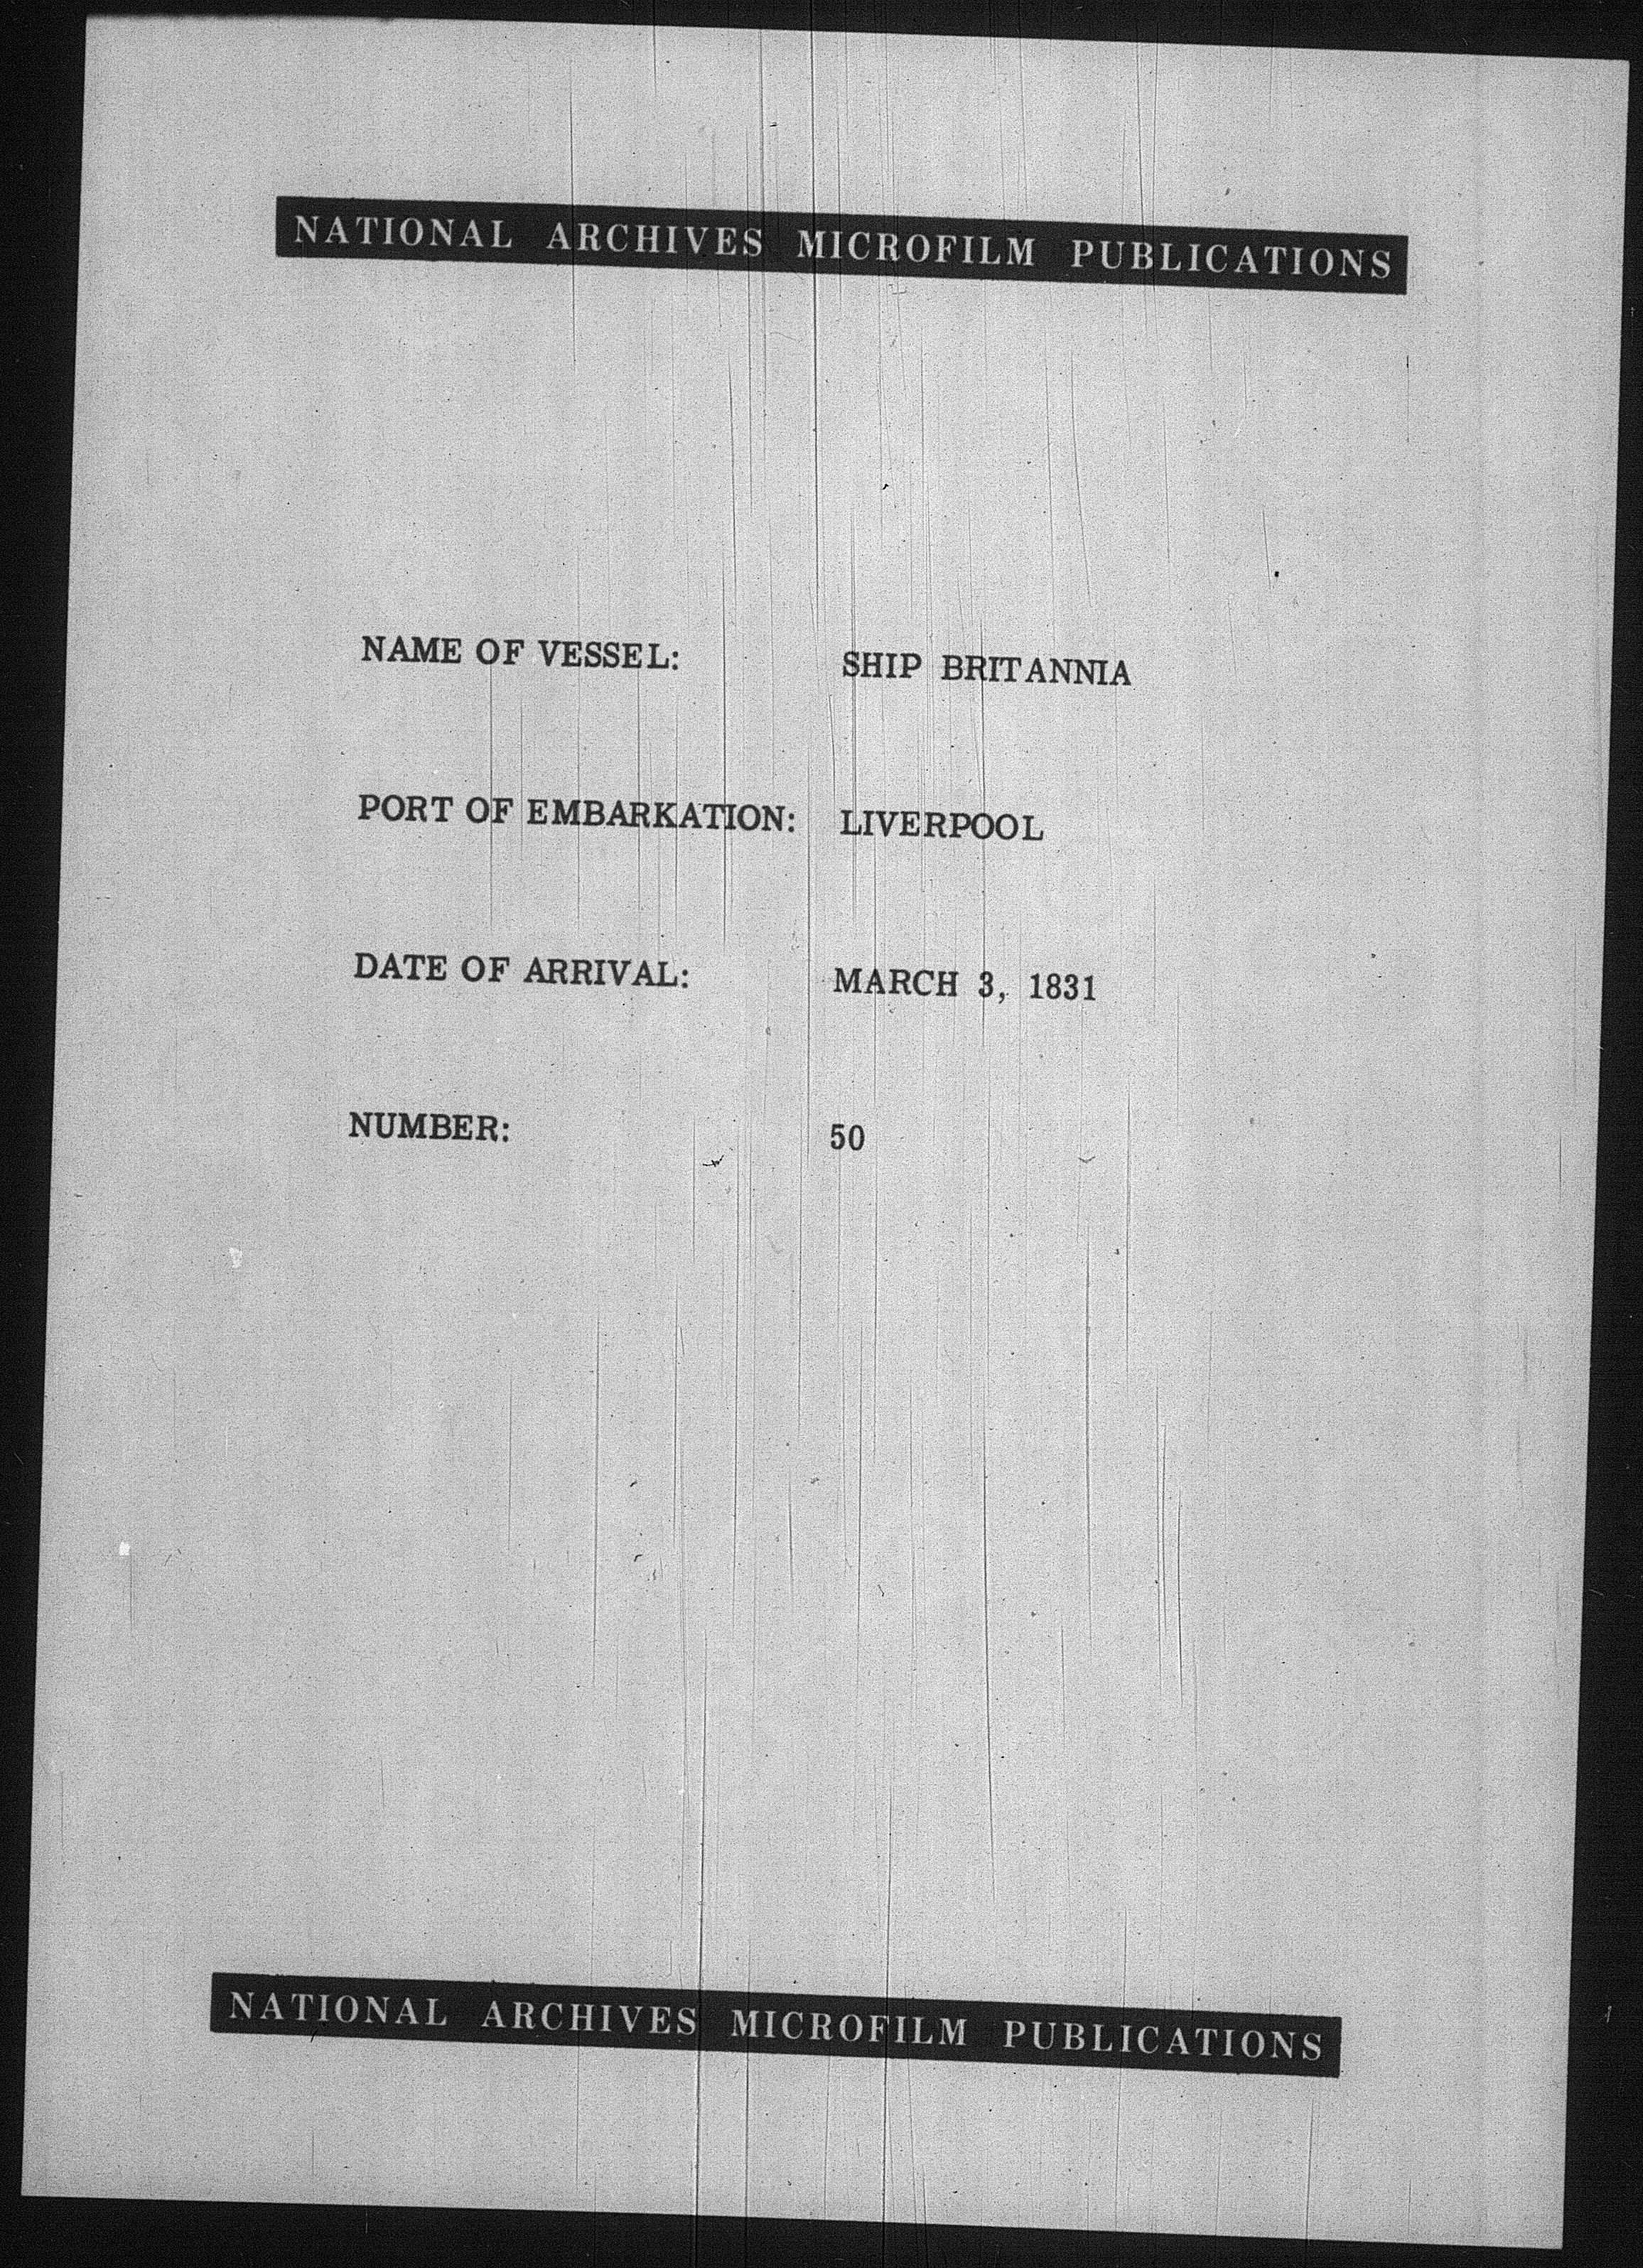 NATIONAL ARCHIVES MICROFILM PUBLICATIONS
NAME OF VESSEL: SHIP BRITANNIA
PORT OF EMBARKATION: LIVERPOOL
DATE OF ARRIVAL: MARCH 3, 1831
NUMBER: 50
NATIONAL ARCHIVES MICROFILM PUBLICATIONS